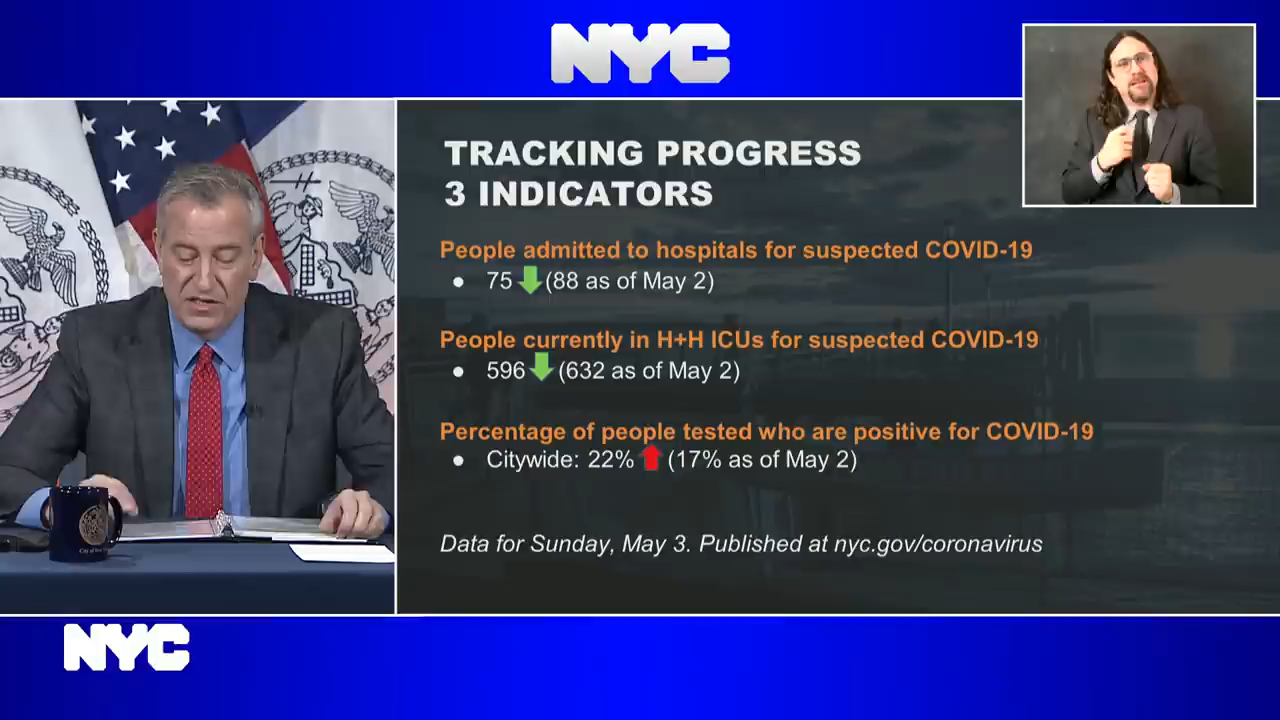 NYC
TRACKING PROGRESS
3 INDICATORS
People admitted to hospitals for suspected COVID-19
• 75 (88 as of May 2)
People currently in H+H ICUs for suspected COVID-19
• 596 (632 as of May 2)
Percentage of people tested who are positive for COVID-19
• Citywide: 22% (17% as of May 2)
Data for Sunday, May 3. Published at nyc.gov/coronavirus
City of New
NYC